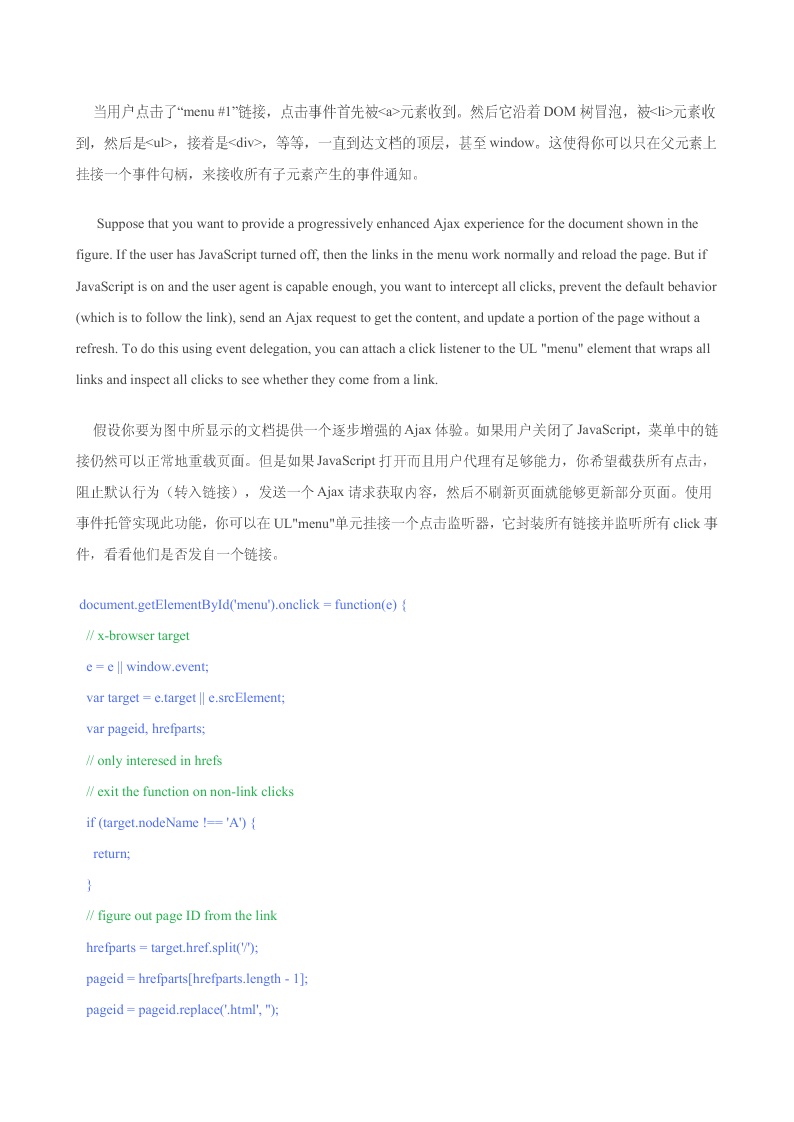 当用户点击了“menu #1”链接，点击事件首先被<a>元素收到。然后它沿着 DOM 树冒泡，被<li>元素收
到，然后是<ul>，接着是<div>，等等，一直到达文档的顶层，甚至 window。这使得你可以只在父元素上
挂接一个事件句柄，来接收所有子元素产生的事件通知。
Suppose that you want to provide a progressively enhanced Ajax experience for the document shown in the
figure. If the user has JavaScript turned off, then the links in the menu work normally and reload the page. But if
JavaScript is on and the user agent is capable enough, you want to intercept all clicks, prevent the default behavior
(which is to follow the link), send an Ajax request to get the content, and update a portion of the page without a
refresh. To do this using event delegation, you can attach a click listener to the UL "menu" element that wraps all
links and inspect all clicks to see whether they come from a link.
假设你要为图中所显示的文档提供一个逐步增强的 Ajax 体验。如果用户关闭了 JavaScript，菜单中的链
接仍然可以正常地重载页面。但是如果 JavaScript 打开而且用户代理有足够能力，你希望截获所有点击，
阻止默认行为（转入链接），发送一个 Ajax 请求获取内容，然后不刷新页面就能够更新部分页面。使用
事件托管实现此功能，你可以在 UL"menu"单元挂接一个点击监听器，它封装所有链接并监听所有 click 事
件，看看他们是否发自一个链接。
document.getElementById('menu').onclick = function(e) {
// x-browser target
e = e || window.event;
var target = e.target || e.srcElement;
var pageid, hrefparts;
// only interesed in hrefs
// exit the function on non-link clicks
if (target.nodeName !== 'A') {
return;
}
// figure out page ID from the link
hrefparts = target.href.split('/');
pageid = hrefparts[hrefparts.length - 1];
pageid = pageid.replace('.html', '');